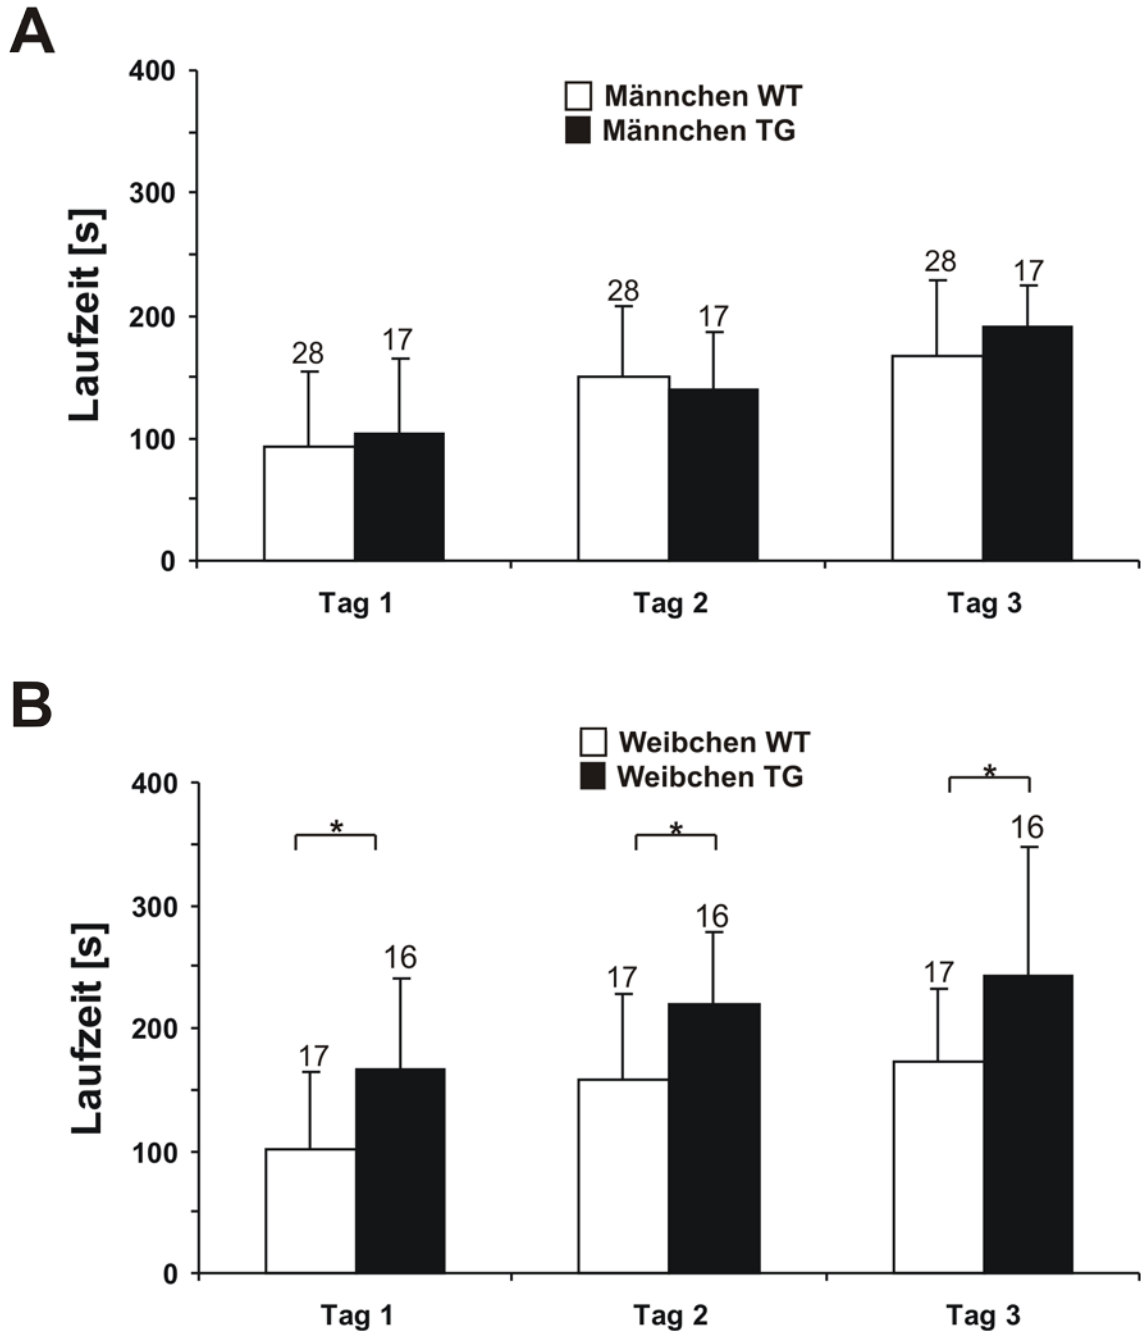 A
400
Männchen WT
Männchen TG
300
Laufzeit [s]
28
17
28
17
200
28
17
100
0
Tag 1 Tag 2 Tag 3
B
Weibchen WT
Weibchen TG
400
*
*
*
16
300
Laufzeit [s]
16
17
17
16
200
17
100
0
Tag 1 Tag 2 Tag 3